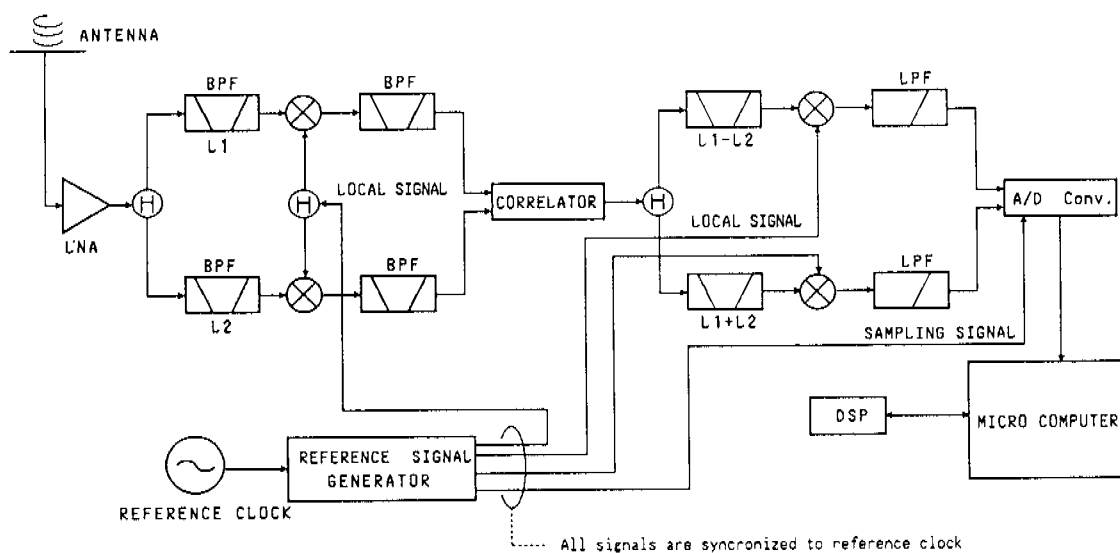 ANTENNA
BPF
BPF
L1
LPF
L1-L2
H
H
LOCAL SIGNAL
CORRELATOR
H
LOCAL SIGNAL
A/D Conv.
LNA
BPF
BPF
LPF
L2
L1+L2
SAMPLING SIGNAL
DSP
MICRO COMPUTER
REFERENCE SIGNAL
GENERATOR
REFERENCE CLOCK
All signals are syncronized to reference clock